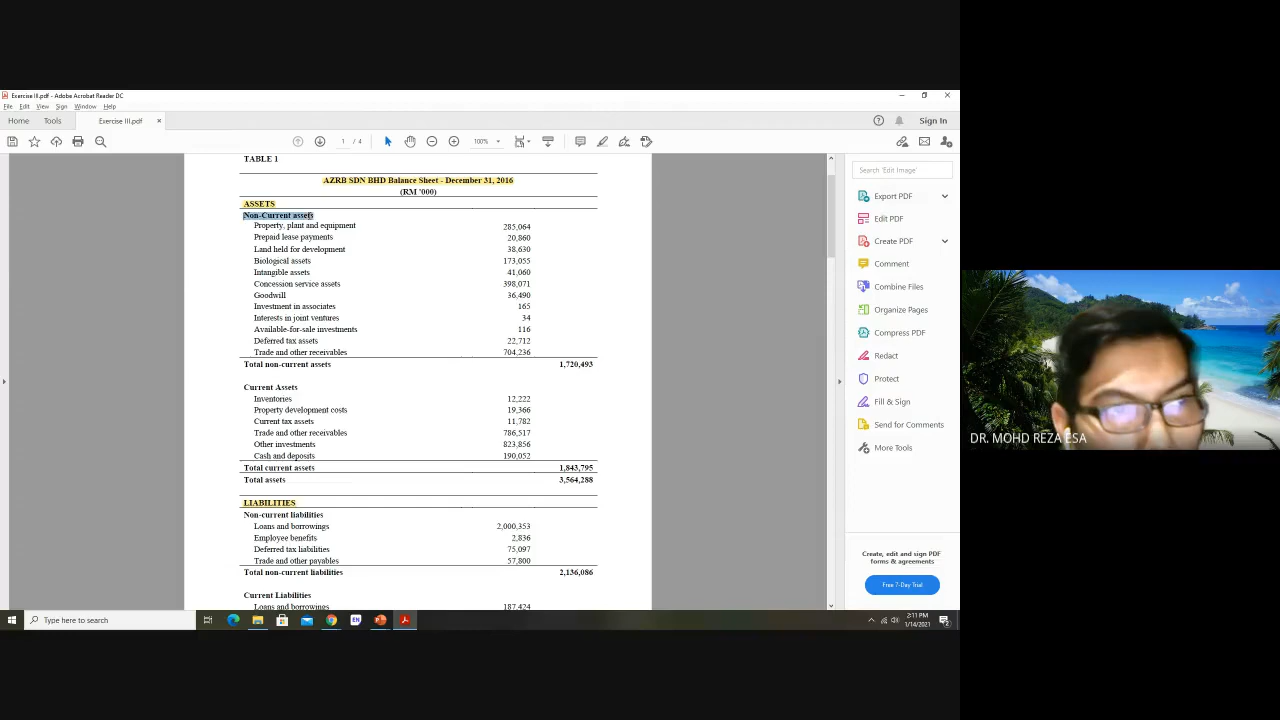 Exercise III.pdf - Adobe Acrobat Reader DC
File Edit View Sign Window Help
Home Tools Exercise III.pdf × Sign In
1 / 4 100%
TABLE 1
AZRB SDN BHD Balance Sheet - December 31, 2016
(RM '000)
ASSETS
Non-Current assets
Property, plant and equipment 285,064
Prepaid lease payments 20,860
Land held for development 38,630
Biological assets 173,055
Intangible assets 41,060
Concession service assets 398,071
Goodwill 36,490
Investment in associates 165
Interests in joint ventures 34
Available-for-sale investments 116
Deferred tax assets 22,712
Trade and other receivables 704,236
Total non-current assets 1,720,493
Current Assets
Inventories 12,222
Property development costs 19,366
Current tax assets 11,782
Trade and other receivables 786,517
Other investments 823,856
Cash and deposits 190,052
Total current assets 1,843,795
Total assets 3,564,288
LIABILITIES
Non-current liabilities
Loans and borrowings 2,000,353
Employee benefits 2,836
Deferred tax liabilities 75,097
Trade and other payables 57,800
Total non-current liabilities 2,136,086
Current Liabilities
Loans and borrowings 187,424
Search 'Edit Image'
Export PDF
Edit PDF
Create PDF
Comment
Combine Files
Organize Pages
Compress PDF
Redact
Protect
Fill & Sign
Send for Comments
More Tools
Create, edit and sign PDF
forms & agreements
Free 7-Day Trial
DR. MOHD REZA ESA
Type here to search
EN
2:11 PM
1/14/2021